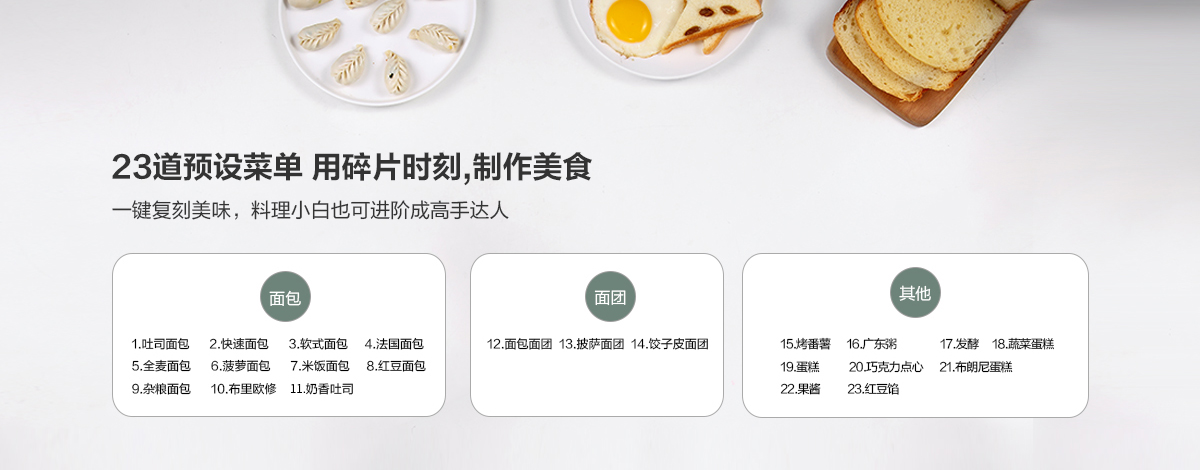 23道预设菜单 用碎片时刻,制作美食
一键复刻美味，料理小白也可进阶成高手达人
面包
1.吐司面包 2.快速面包 3.软式面包 4.法国面包
5.全麦面包 6.菠萝面包 7.米饭面包 8.红豆面包
9.杂粮面包 10.布里欧修 11.奶香吐司
面团
12.面包面团 13.披萨面团 14.饺子皮面团
其他
15.烤番薯 16.广东粥 17.发酵 18.蔬菜蛋糕
19.蛋糕 20.巧克力点心 21.布朗尼蛋糕
22.果酱 23.红豆馅